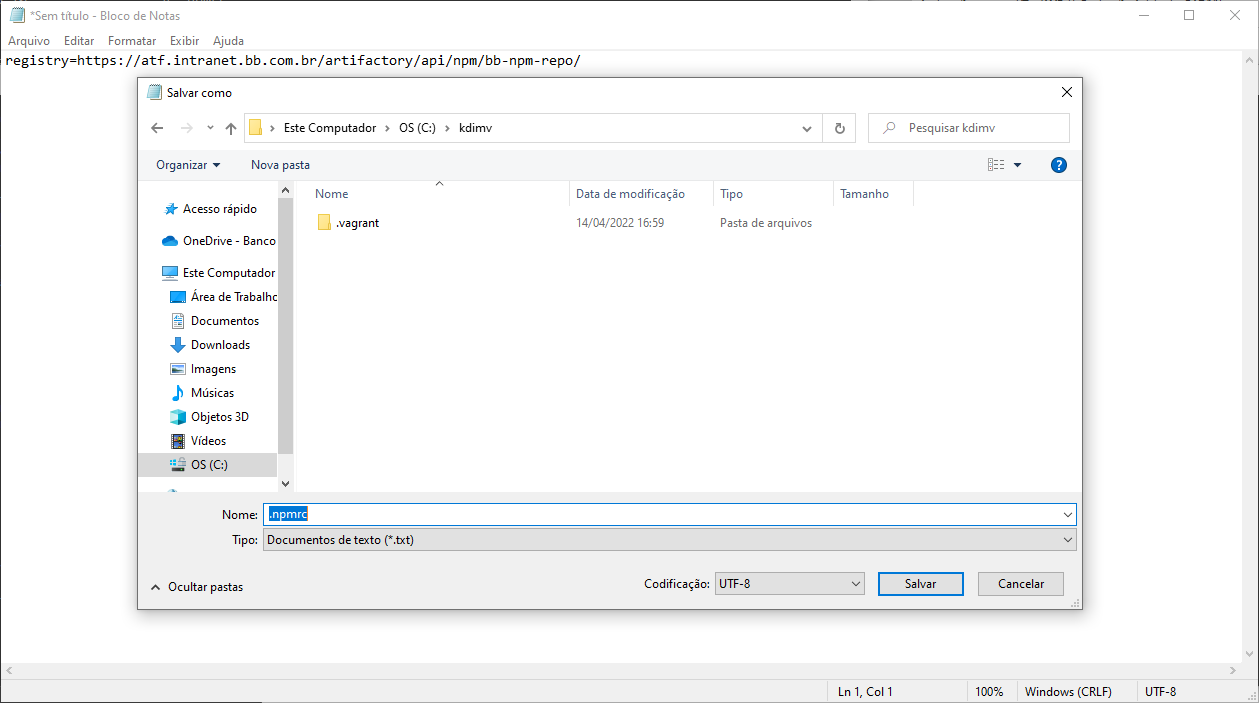 *Sem título - Bloco de Notas
Arquivo Editar Formatar Exibir Ajuda
registry=https://atf.intranet.bb.com.br/artifactory/api/npm/bb-npm-repo/
Salvar como
Este Computador OS (C:) kdimv
Pesquisar kdimv
Organizar Nova pasta
Nome Data de modificação Tipo Tamanho
.vagrant 14/04/2022 16:59 Pasta de arquivos
Acesso rápido
OneDrive - Banco
Este Computador
Área de Trabalho
Documentos
Downloads
Imagens
Músicas
Objetos 3D
Vídeos
OS (C:)
Nome: .npmrc
Tipo: Documentos de texto (*.txt)
Ocultar pastas
Codificação: UTF-8 Salvar Cancelar
Ln 1, Col 1 100% Windows (CRLF) UTF-8